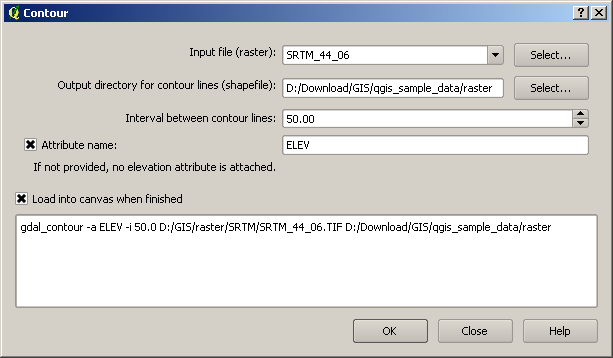 Contour
Input file (raster): SRTM_44_06 Select...
Output directory for contour lines (shapefile): D:/Download/GIS/qgis_sample_data/raster Select...
Interval between contour lines: 50.00
Attribute name: ELEV
If not provided, no elevation attribute is attached.
Load into canvas when finished
gdal_contour -a ELEV -i 50.0 D:/GIS/raster/SRTM/SRTM_44_06.TIF D:/Download/GIS/qgis_sample_data/raster
OK Close Help